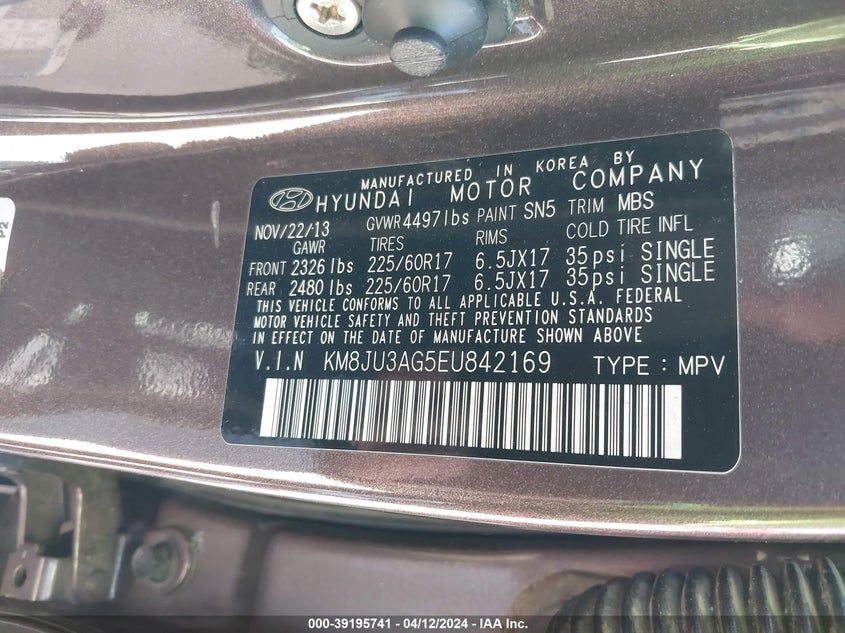 MANUFACTURED IN KOREA BY
HYUNDAI MOTOR COMPANY
NOV/22/13 GVWR 4497 lbs PAINT SN5 TRIM MBS
GAWR TIRES RIMS COLD TIRE INFL
FRONT 2326 lbs 225/60R17 6.5JX17 35psi SINGLE
REAR 2480 lbs 225/60R17 6.5JX17 35psi SINGLE
THIS VEHICLE CONFORMS TO ALL APPLICABLE U.S.A. FEDERAL
MOTOR VEHICLE SAFETY AND THEFT PREVENTION STANDARDS
IN EFFECT ON THE DATE OF MANUFACTURE SHOWN ABOVE
V.I.N KM8JU3AG5EU842169 TYPE : MPV
P2
000-39195741 - 04/12/2024 - IAA Inc.